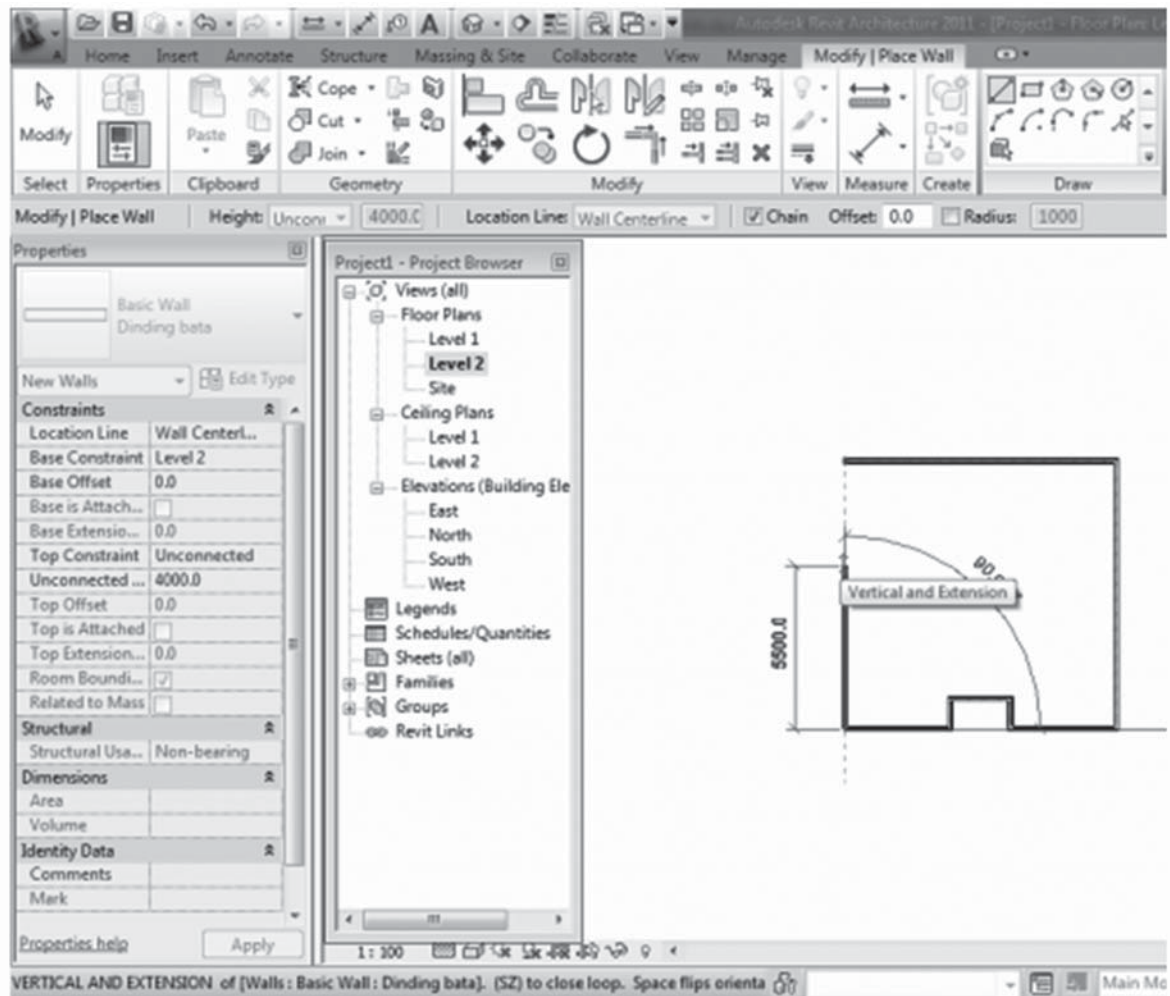 Autodesk Revit Architecture 2011 - [Project1 - Floor Plan: Le
Home Insert Annotate Structure Massing & Site Collaborate View Manage Modify | Place Wall
Modify
Paste
Cope
Cut
Join
Select Properties Clipboard Geometry Modify View Measure Create Draw
Modify | Place Wall Height: Unconı 4000.0 Location Line: Wall Centerline Chain Offset: 0.0 Radius: 1000
Properties
Basic Wall
Dinding bata
New Walls Edit Type
Constraints
Location Line Wall Centerl...
Base Constraint Level 2
Base Offset 0.0
Base is Attach...
Base Extensio... 0.0
Top Constraint Unconnected
Unconnected ... 4000.0
Top Offset 0.0
Top is Attached
Top Extension... 0.0
Room Boundi...
Related to Mass
Structural
Structural Usa... Non-bearing
Dimensions
Area
Volume
Identity Data
Comments
Mark
Properties help Apply
Project1 - Project Browser
Views (all)
Floor Plans
Level 1
Level 2
Site
Ceiling Plans
Level 1
Level 2
Elevations (Building Ele
East
North
South
West
Legends
Schedules/Quantities
Sheets (all)
Families
Groups
Revit Links
Vertical and Extension
5500.0
1 : 100
VERTICAL AND EXTENSION of [Walls : Basic Wall : Dinding bata]. (SZ) to close loop. Space flips orienta
Main Mo